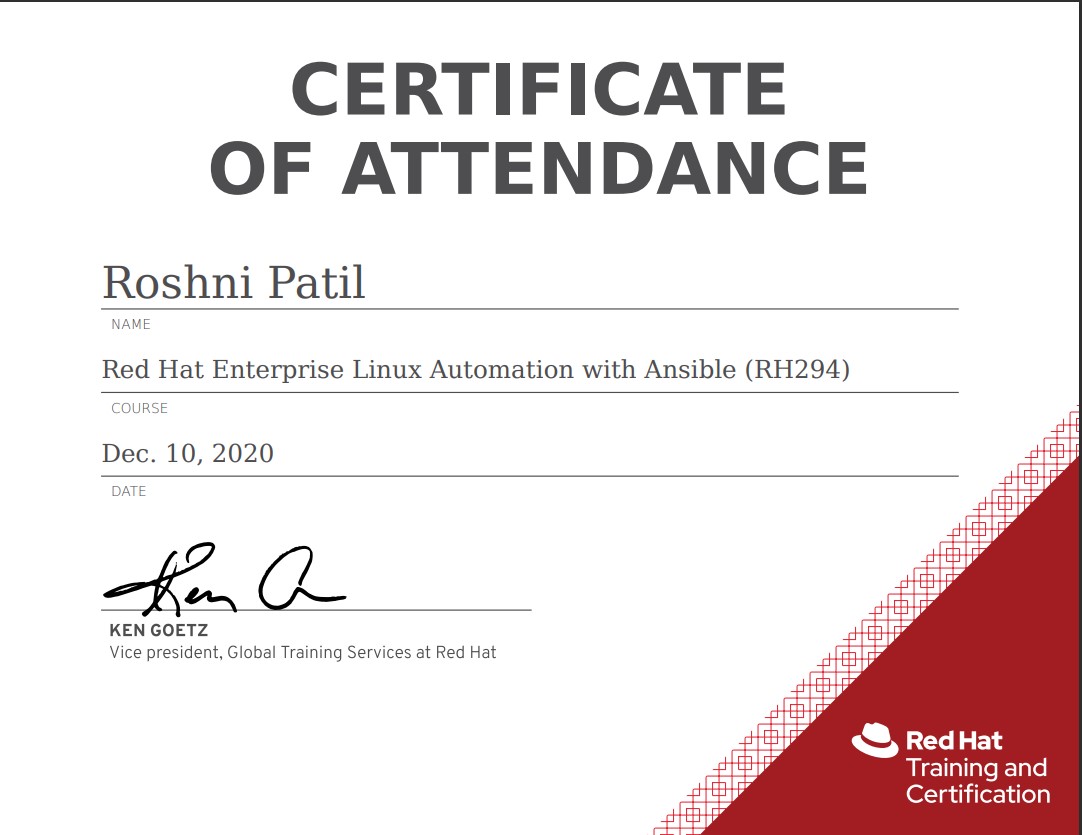 CERTIFICATE
OF ATTENDANCE
Roshni Patil
NAME
Red Hat Enterprise Linux Automation with Ansible (RH294)
COURSE
Dec. 10, 2020
DATE
KEN GOETZ
Vice president, Global Training Services at Red Hat
Red Hat
Training and
Certification